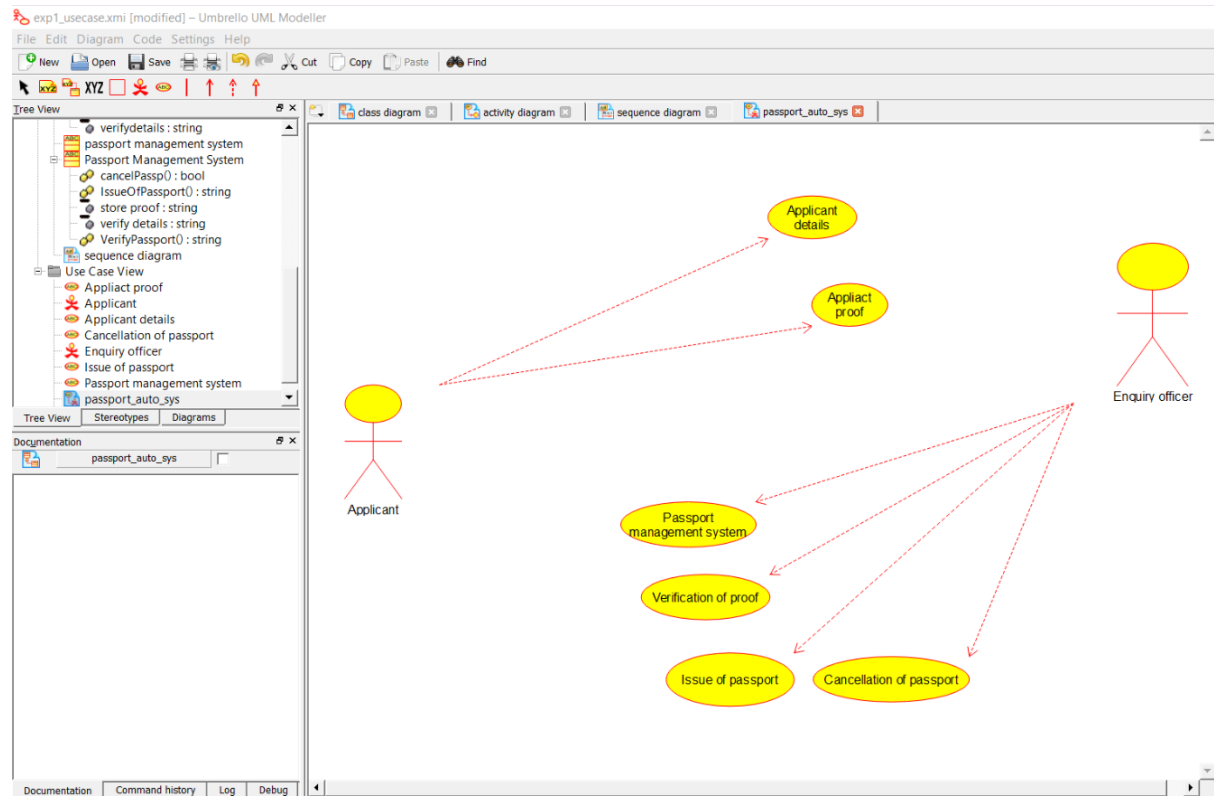 exp1_usecase.xmi [modified] – Umbrello UML Modeller
File Edit Diagram Code Settings Help
New Open Save Cut Copy Paste Find
XYZ XYZ
Tree View
class diagram activity diagram sequence diagram passport_auto_sys
verifydetails : string
passport management system
Passport Management System
cancelPassp() : bool
IssueOfPassport() : string
store proof : string
verify details : string
VerifyPassport() : string
sequence diagram
Use Case View
Appliact proof
Applicant
Applicant details
Cancellation of passport
Enquiry officer
Issue of passport
Passport management system
passport_auto_sys
Tree View Stereotypes Diagrams
Documentation
passport_auto_sys
Applicant
details
Appliact
proof
Enquiry officer
Applicant
Passport
management system
Verification of proof
Issue of passport
Cancellation of passport
Documentation Command history Log Debug